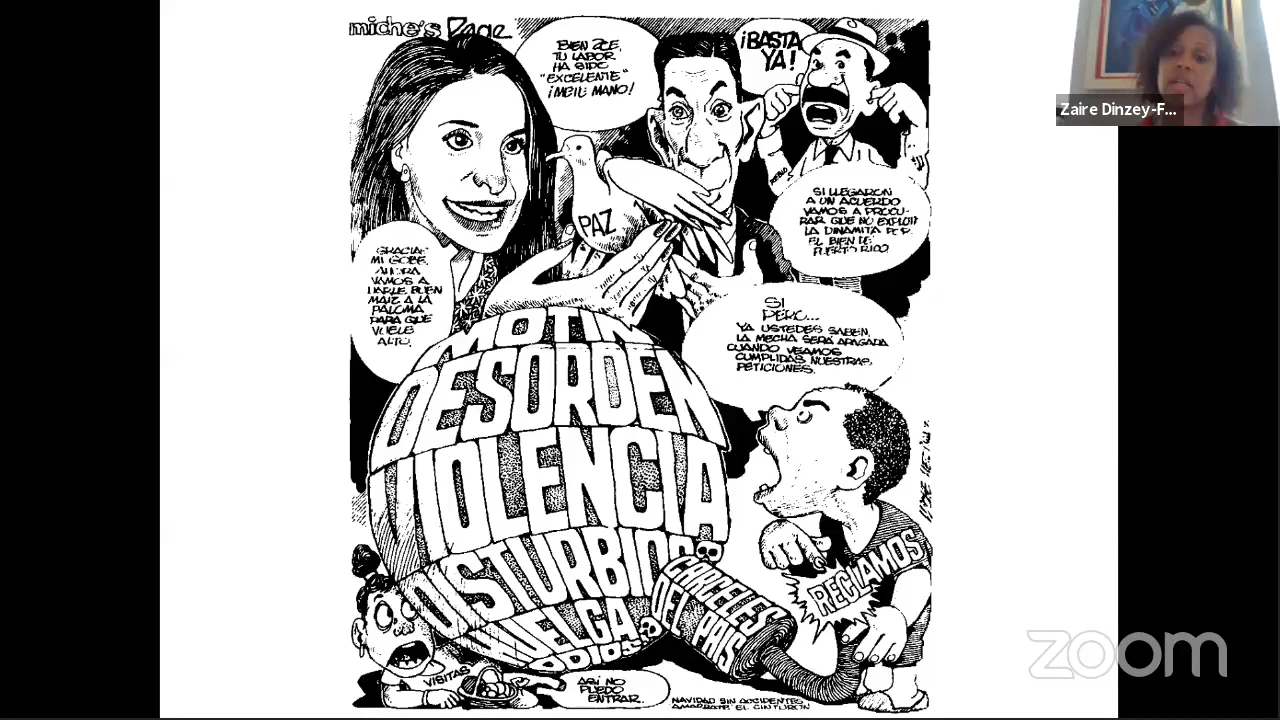 miche's Page
BIEN ZOE,
TU LABOR
HA SIDO
"EXCELENTE"
¡MEIL MANO!
¡BASTA
YA!
Zaire Dinzey-F...
PAZ
SI LLEGARON
A UN ACUERDO
VAMOS A PROCU-
RAR QUE NO EXPLOTE
LA DINAMITA POR
EL BIEN DE
PUERTO RICO
GRACIAS
MI GOBE,
AHORA
VAMOS A
DARLE BUEN
MAIZ A LA
PALOMA
PARA QUE
VUELE
ALTO.
SI
PERO...
YA USTEDES SABEN,
LA MECHA SERÁ APAGADA
CUANDO VEAMOS
CUMPLIDAS NUESTRAS
PETICIONES.
MOTIN
DESORDEN
VIOLENCIA
DISTURBIOS
HUELGA
ODIOS
CARCELES
DEL PAIS
RECLAMOS
VISITAS
ASI NO
PUEDO
ENTRAR.
NAVIDAD SIN ACCIDENTES
AMARRATE EL CINTURON
zoom